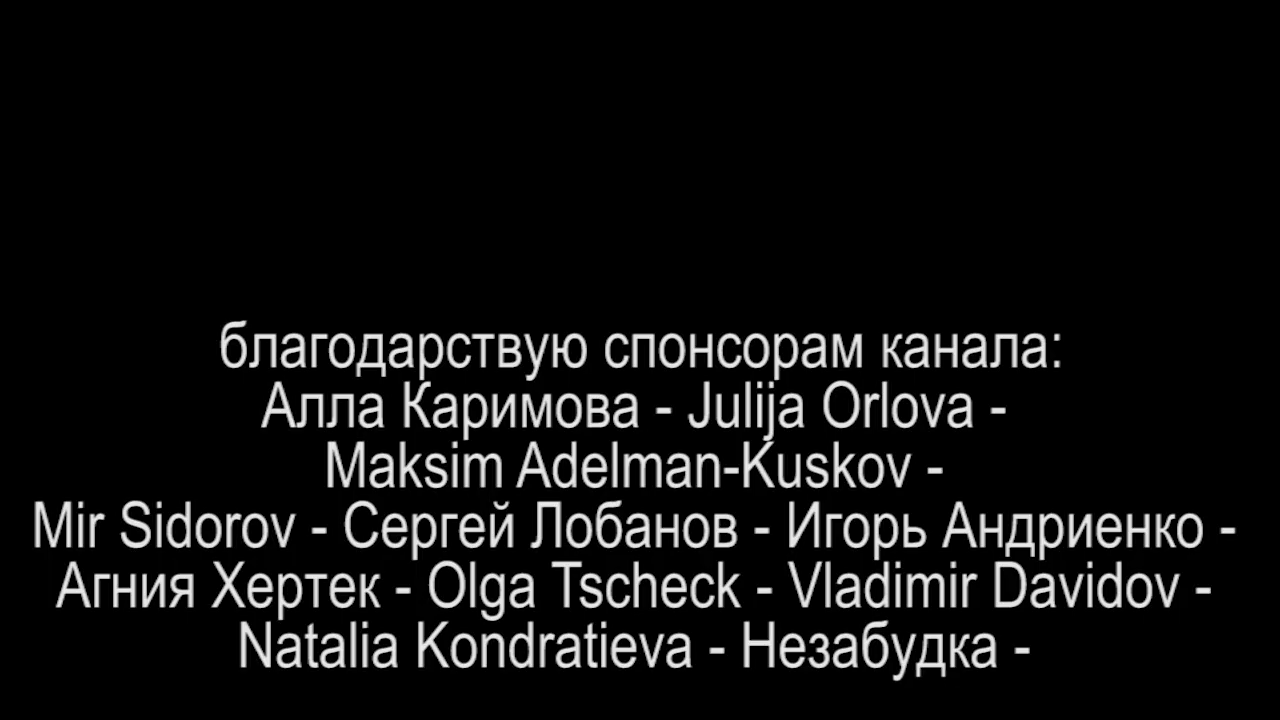 благодарствую спонсорам канала:
Алла Каримова - Julija Orlova -
Maksim Adelman-Kuskov -
Mir Sidorov - Сергей Лобанов - Игорь Андриенко -
Агния Хертек - Olga Tscheck - Vladimir Davidov -
Natalia Kondratieva - Незабудка -